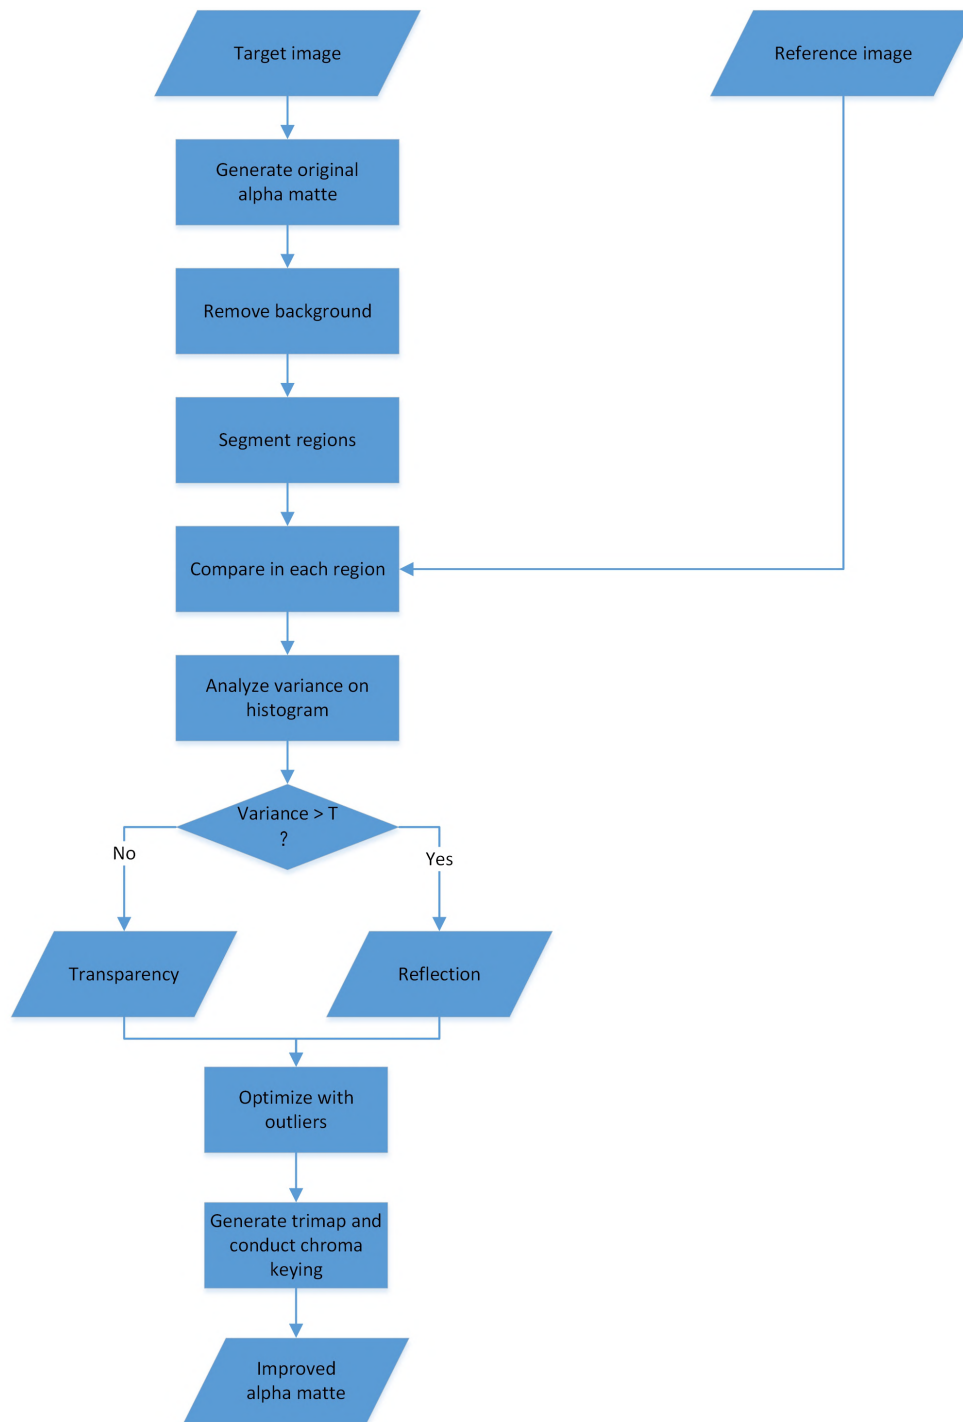 Target image
Reference image
Generate original
alpha matte
Remove background
Segment regions
Compare in each region
Analyze variance on
histogram
Variance > T
?
No
Yes
Transparency
Reflection
Optimize with
outliers
Generate trimap and
conduct chroma
keying
Improved
alpha matte